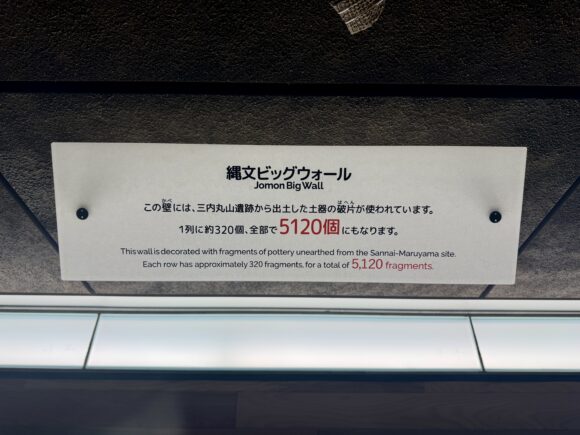 縄文ビッグウォール
Jomon Big Wall
この壁には、三内丸山遺跡から出土した土器の破片が使われています。
1列に約320個、全部で5120個にもなります。
This wall is decorated with fragments of pottery unearthed from the Sannai-Maruyama site.
Each row has approximately 320 fragments, for a total of 5,120 fragments.